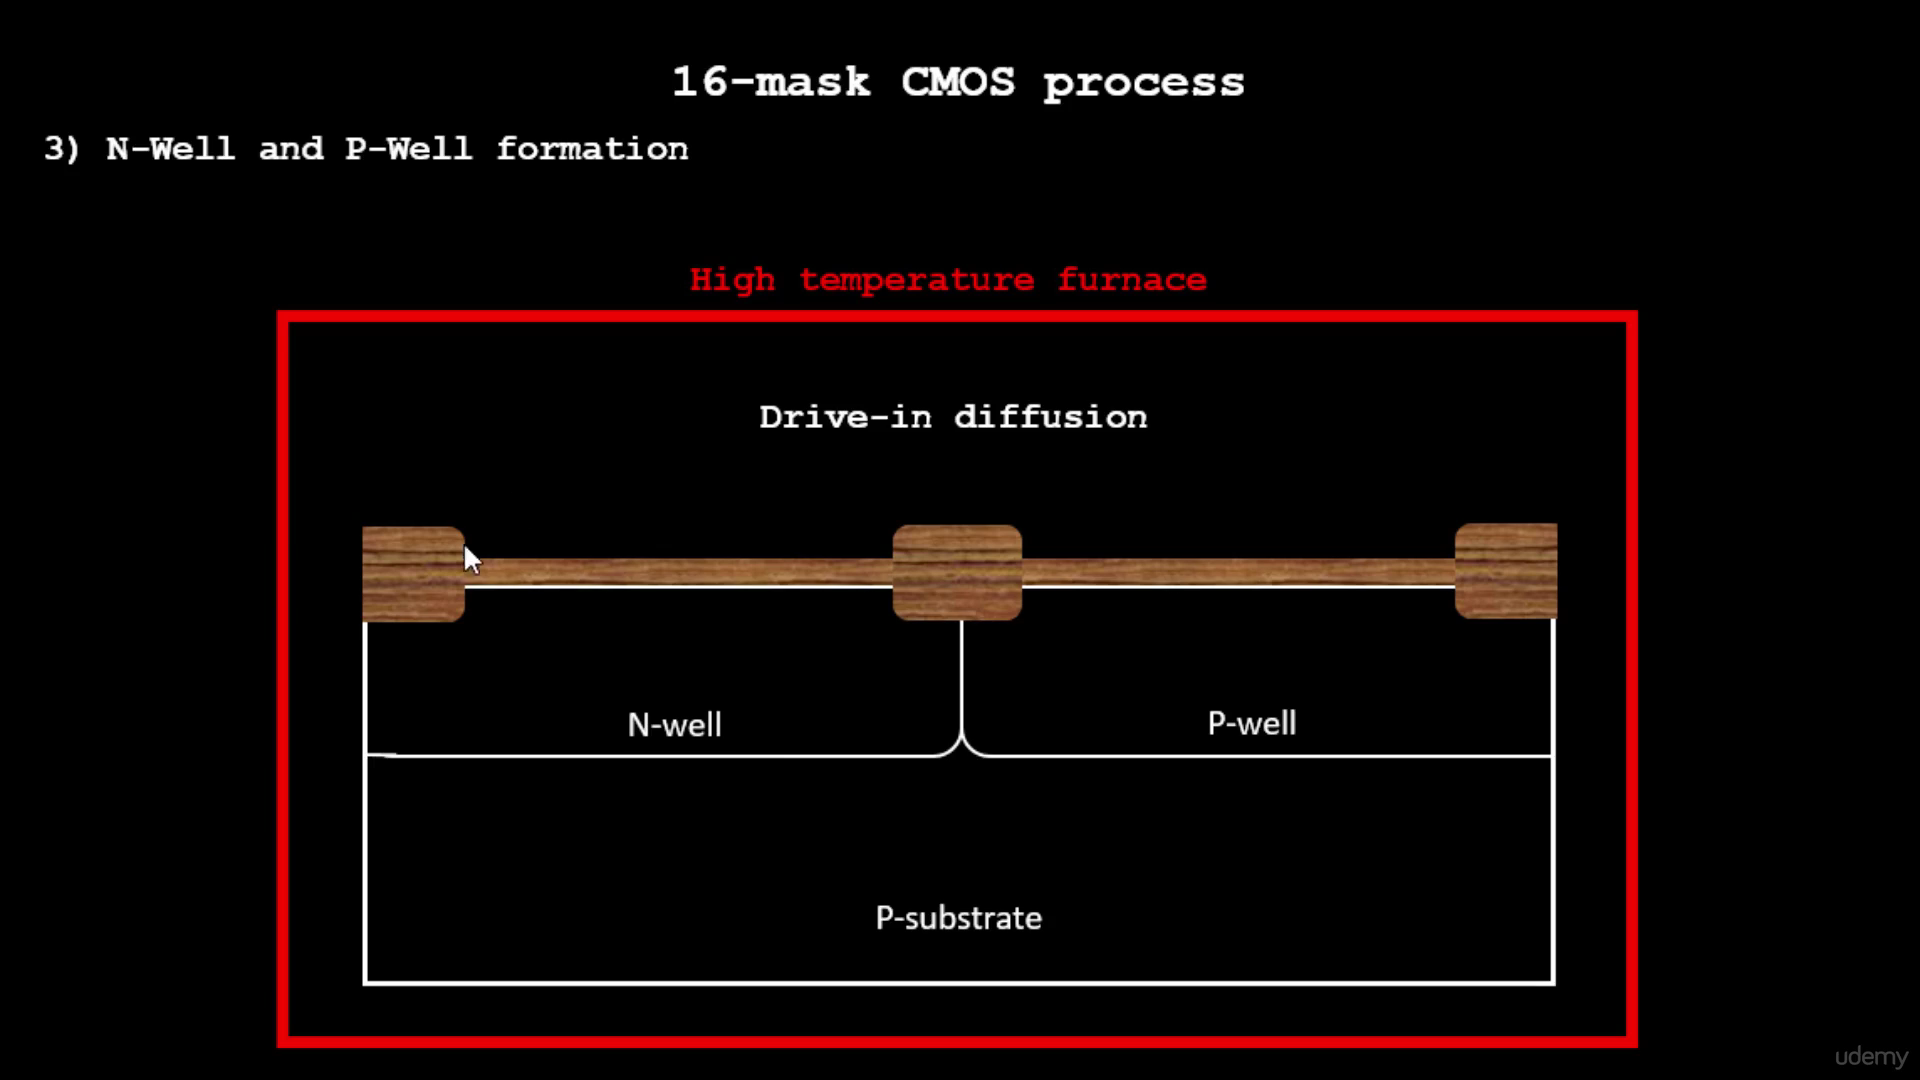 16-mask CMOS process
3) N-Well and P-Well formation
High temperature furnace
Drive-in diffusion
N-well
P-well
P-substrate
udemy